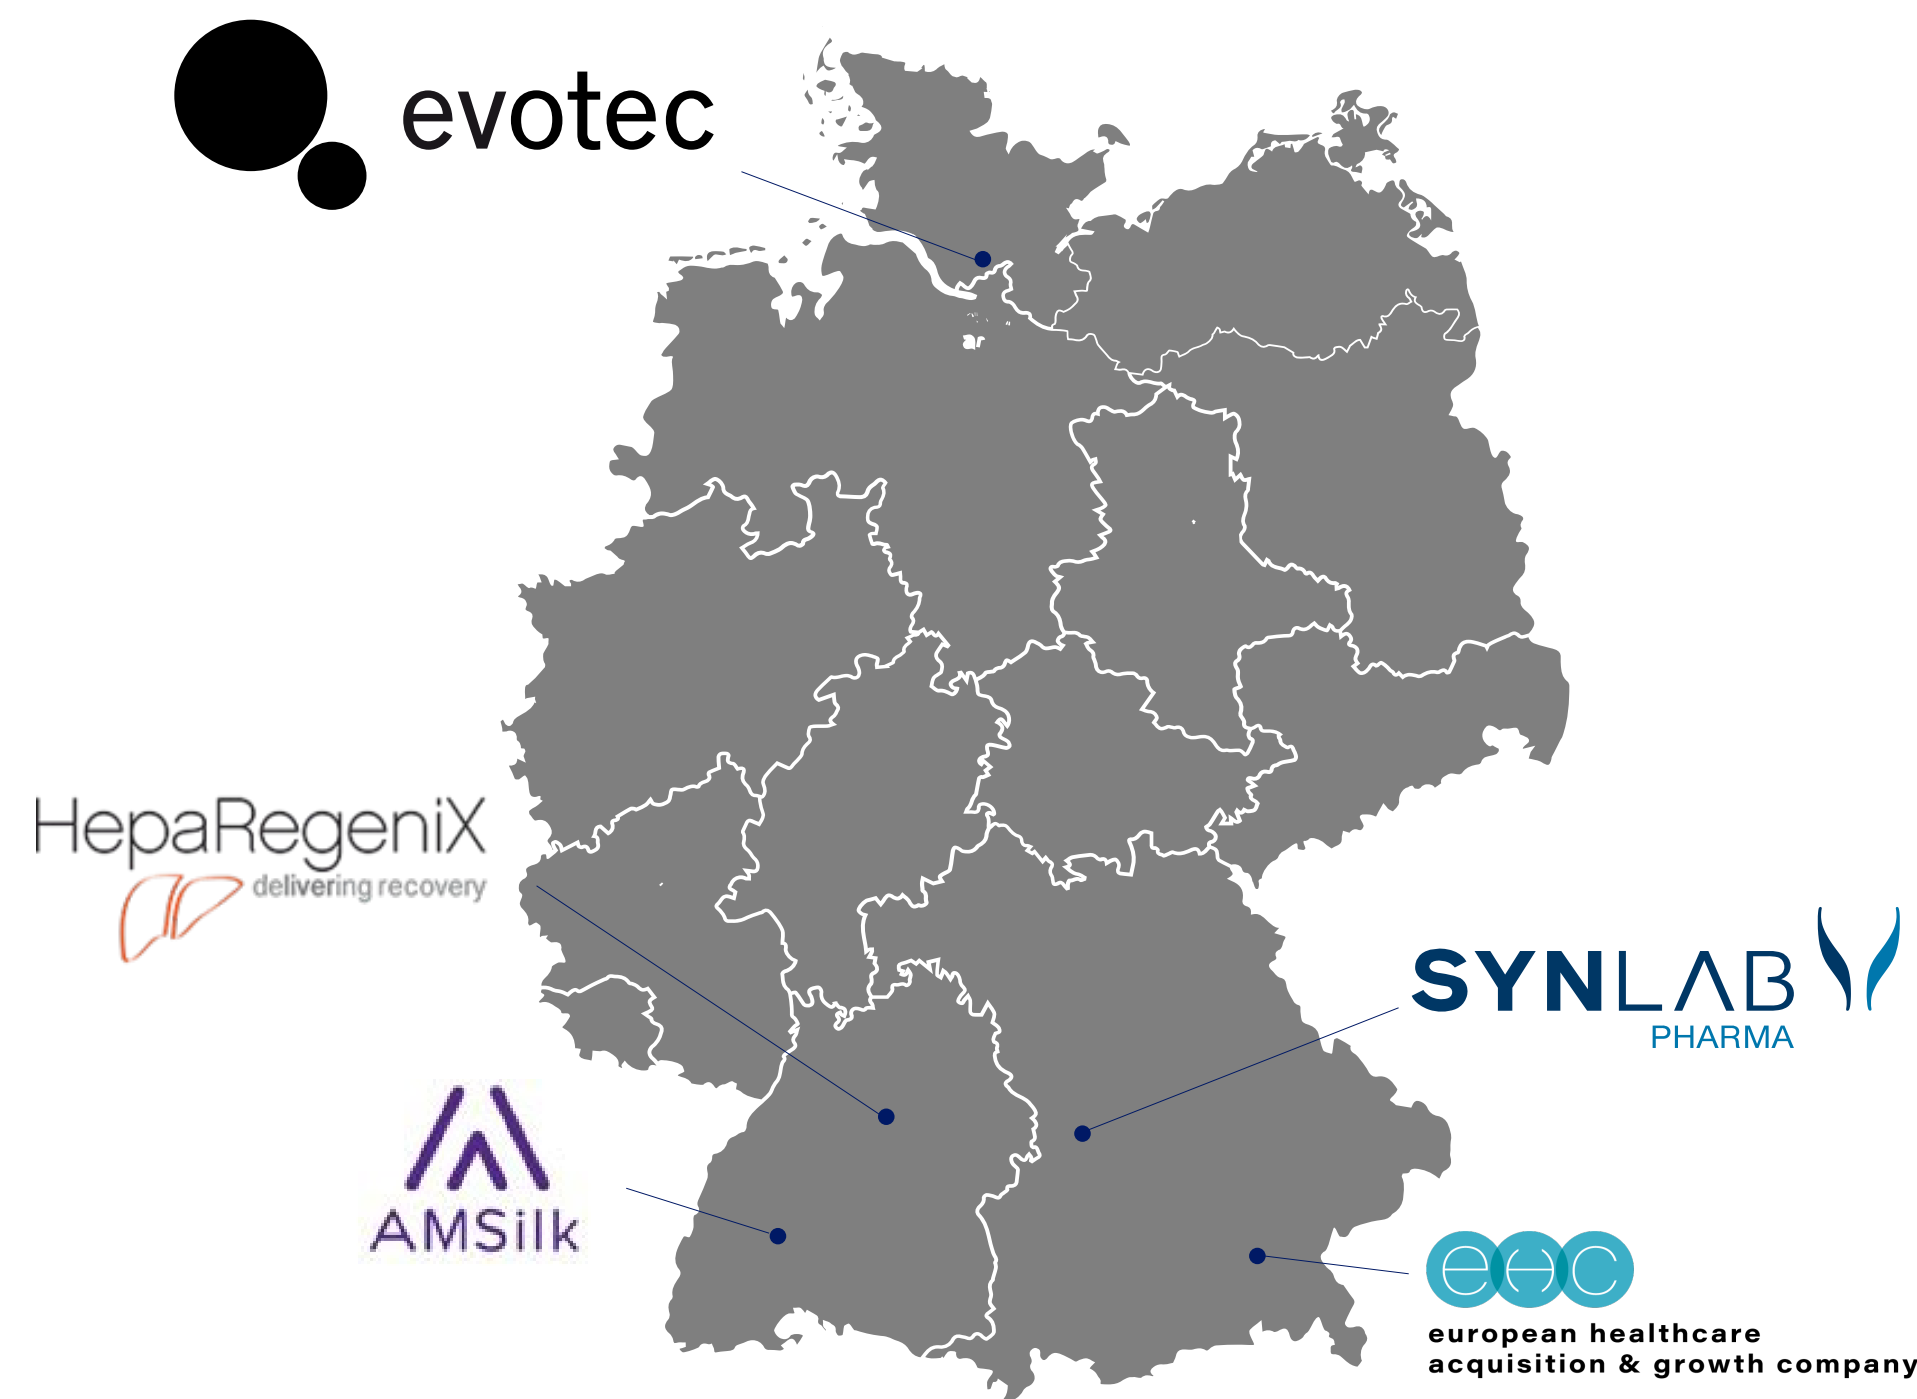 evotec
HepaRegeniX
delivering recovery
SYNLAB
PHARMA
AMSilk
ehc
european healthcare
acquisition & growth company